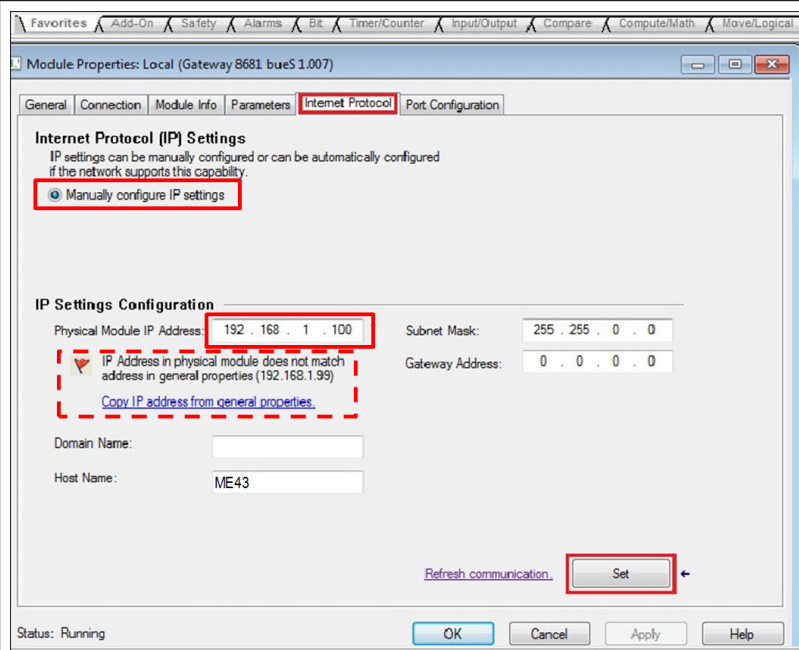 Favorites Add-On Safety Alarms Bit Timer/Counter Input/Output Compare Compute/Math Move/Logical
Module Properties: Local (Gateway 8681 bueS 1.007)
General Connection Module Info Parameters Internet Protocol Port Configuration
Internet Protocol (IP) Settings
IP settings can be manually configured or can be automatically configured
if the network supports this capability.
Manually configure IP settings
IP Settings Configuration
Physical Module IP Address: 192 . 168 . 1 . 100 Subnet Mask: 255 . 255 . 0 . 0
IP Address in physical module does not match
address in general properties (192.168.1.99)
Gateway Address: 0 . 0 . 0 . 0
Copy IP address from general properties.
Domain Name:
Host Name: ME43
Refresh communication. Set
Status: Running OK Cancel Apply Help